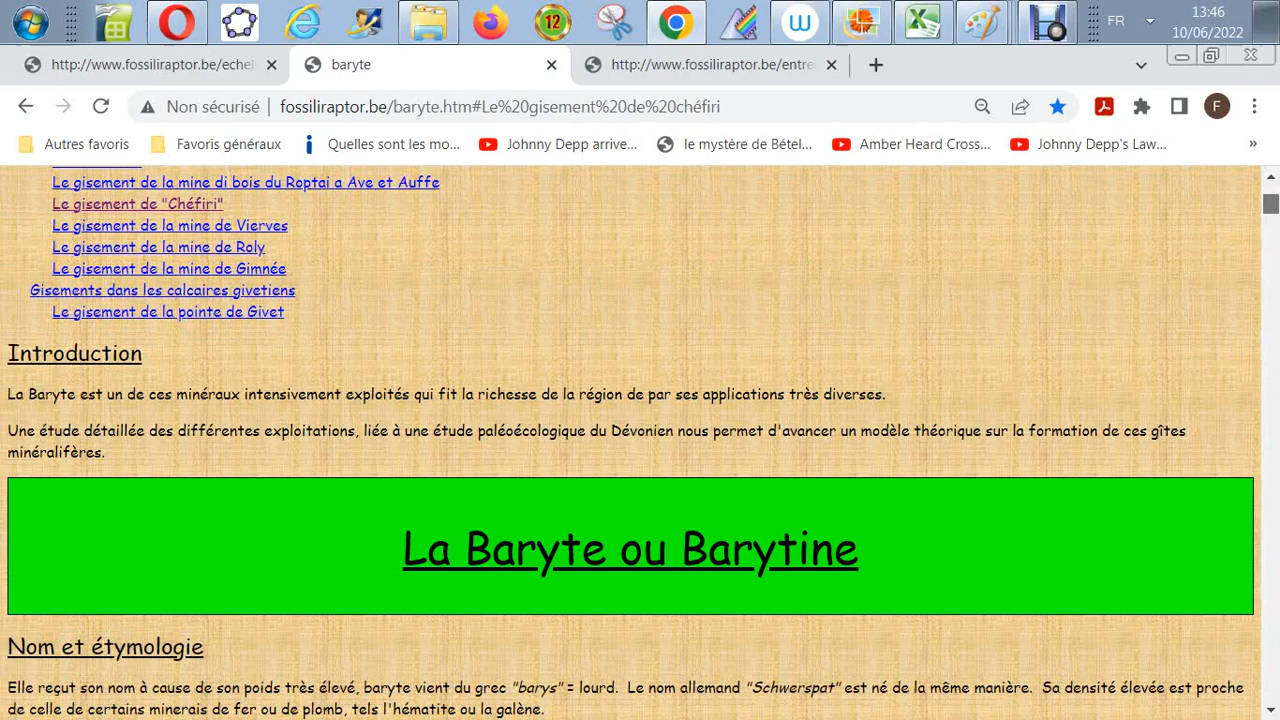 12
FR
13:46
10/06/2022
http://www.fossiliraptor.be/echel
baryte
http://www.fossiliraptor.be/entre
Non sécurisé
fossiliraptor.be/baryte.htm#Le%20gisement%20de%20chéfiri
F
Autres favoris
Favoris généraux
Quelles sont les mo...
Johnny Depp arrive...
le mystère de Bétel...
Amber Heard Cross...
Johnny Depp's Law...
»
Le gisement de la mine di bois du Roptai a Ave et Auffe
Le gisement de "Chéfiri"
Le gisement de la mine de Vierves
Le gisement de la mine de Roly
Le gisement de la mine de Gimnée
Gisements dans les calcaires givetiens
Le gisement de la pointe de Givet
Introduction
La Baryte est un de ces minéraux intensivement exploités qui fit la richesse de la région de par ses applications très diverses.
Une étude détaillée des différentes exploitations, liée à une étude paléoécologique du Dévonien nous permet d'avancer un modèle théorique sur la formation de ces gîtes
minéralifères.
La Baryte ou Barytine
Nom et étymologie
Elle reçut son nom à cause de son poids très élevé, baryte vient du grec "barys" = lourd. Le nom allemand "Schwerspat" est né de la même manière. Sa densité élevée est proche
de celle de certains minerais de fer ou de plomb, tels l'hématite ou la galène.